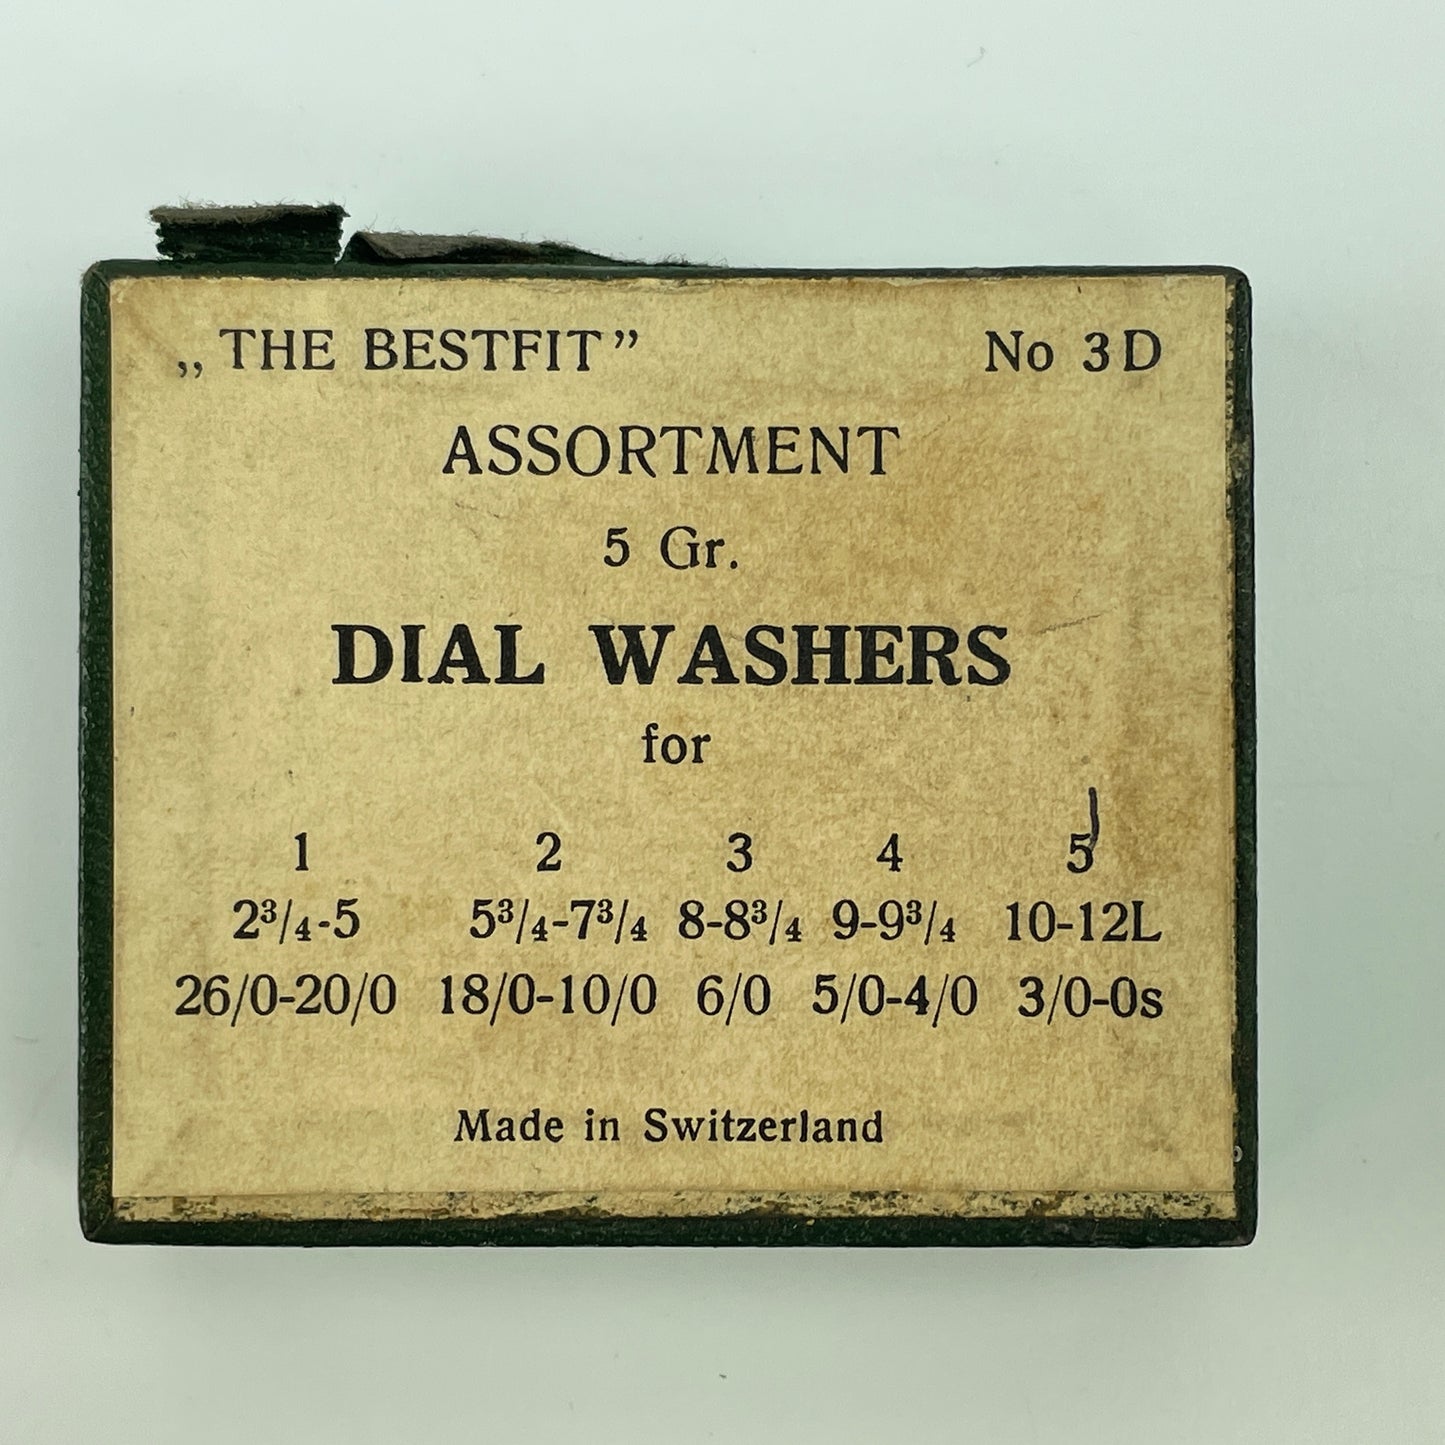 „THE BESTFIT” No 3D
ASSORTMENT
5 Gr.
DIAL WASHERS
for
1 2 3 4 5
2³/₄-5 5³/₄-7³/₄ 8-8³/₄ 9-9³/₄ 10-12L
26/0-20/0 18/0-10/0 6/0 5/0-4/0 3/0-0s
Made in Switzerland